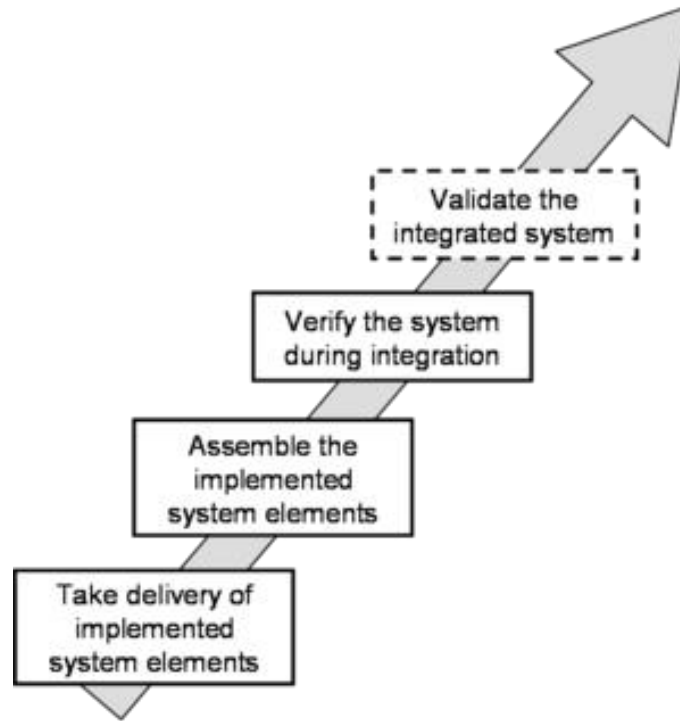 Validate the
integrated system
Verify the system
during integration
Assemble the
implemented
system elements
Take delivery of
implemented
system elements